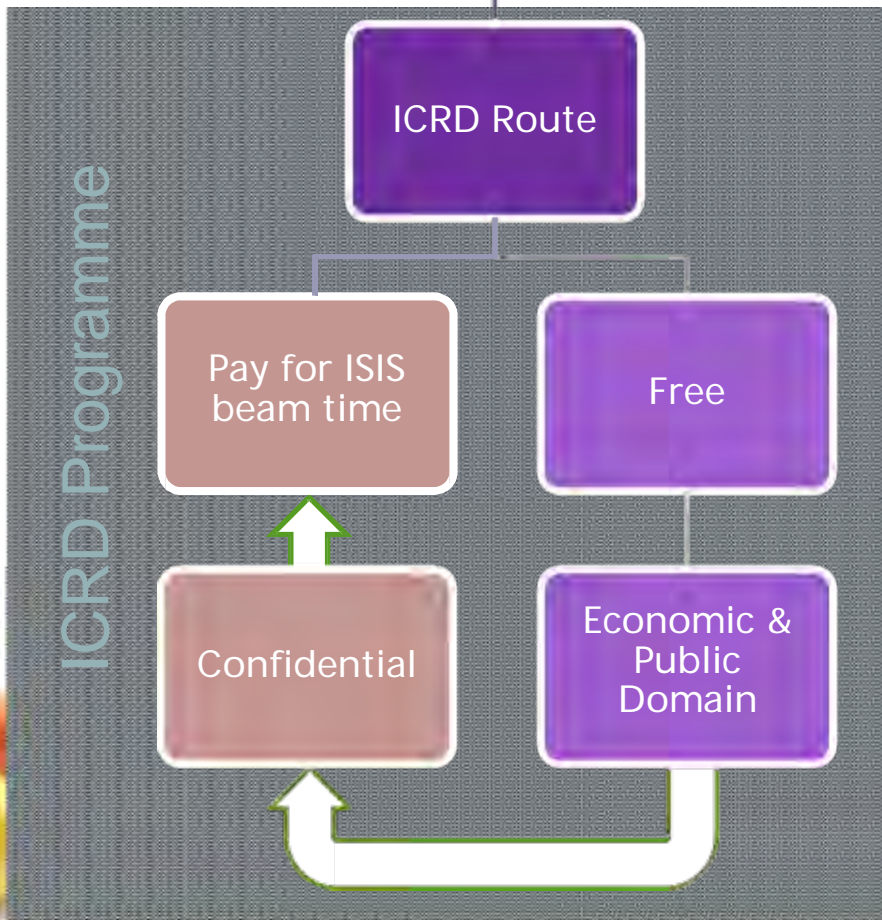 ICRD Programme
ICRD Route
Pay for ISIS
beam time
Free
Confidential
Economic &
Public
Domain